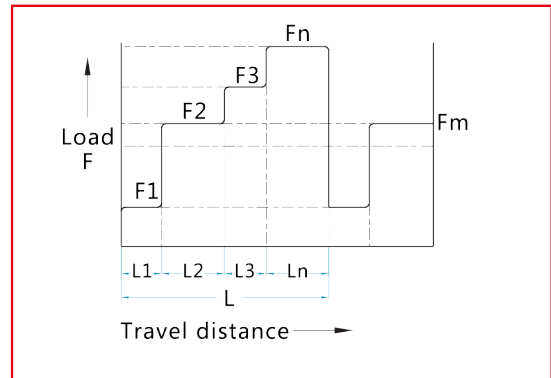 Fn
F3
F2
Load
F
Fm
F1
L1 L2 L3 Ln
L
Travel distance